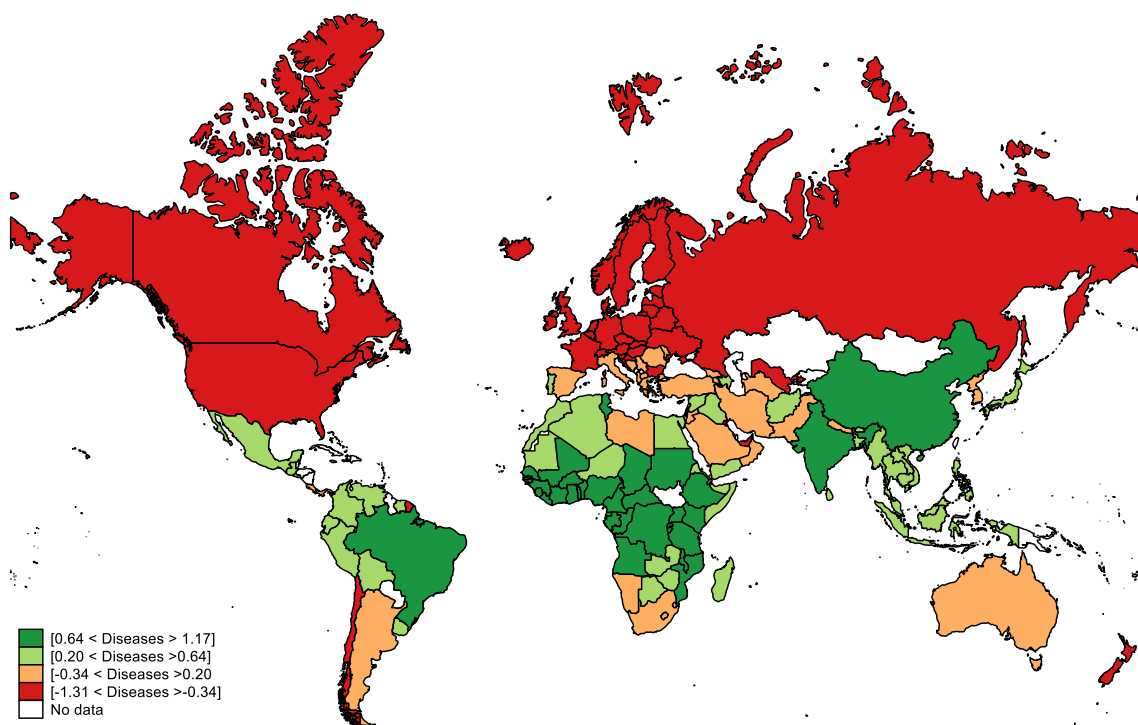 [0.64 < Diseases > 1.17]
[0.20 < Diseases >0.64]
[-0.34 < Diseases >0.20
[-1.31 < Diseases >-0.34]
No data